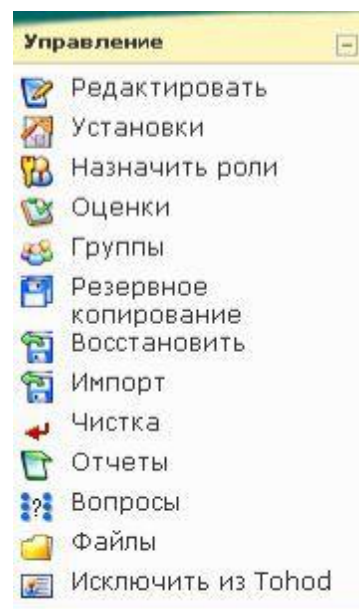 Управление
Редактировать
Установки
Назначить роли
Оценки
Группы
Резервное
копирование
Восстановить
Импорт
Чистка
Отчеты
Вопросы
Файлы
Исключить из Tohod